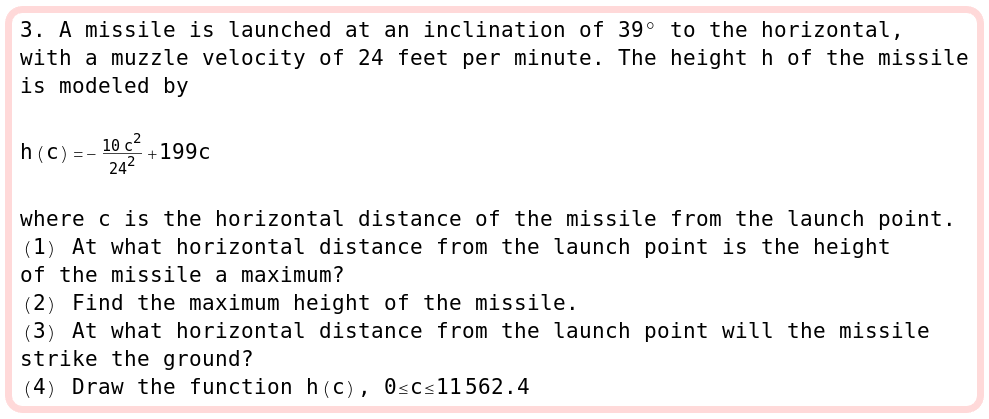 3. A missile is launched at an inclination of 39° to the horizontal,
with a muzzle velocity of 24 feet per minute. The height h of the missile
is modeled by
h(c)=-\frac{10 c^2}{24^2}+199c
where c is the horizontal distance of the missile from the launch point.
(1) At what horizontal distance from the launch point is the height
of the missile a maximum?
(2) Find the maximum height of the missile.
(3) At what horizontal distance from the launch point will the missile
strike the ground?
(4) Draw the function h(c), 0≤c≤11562.4